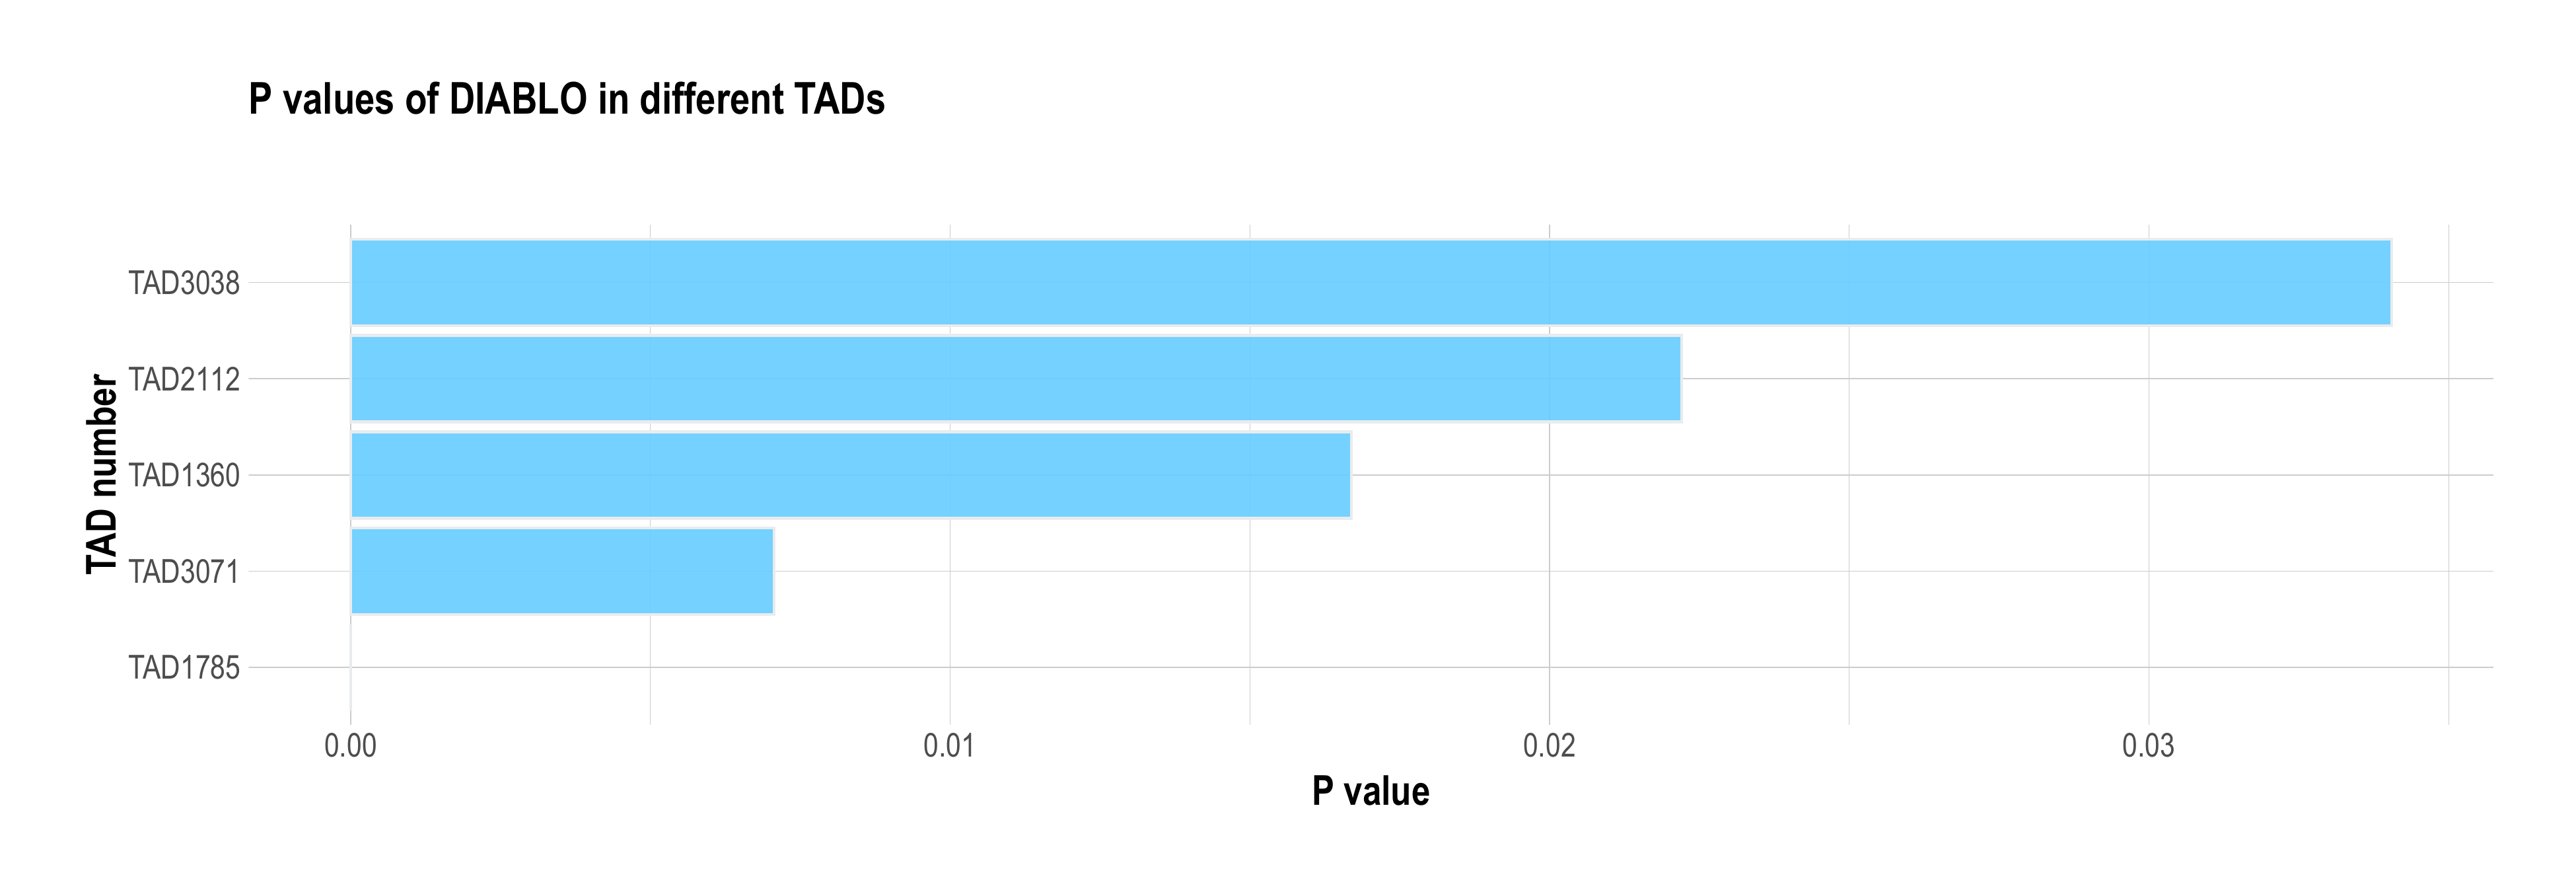 P values of DIABLO in different TADs
TAD number
TAD3038
TAD2112
TAD1360
TAD3071
TAD1785
0.00 0.01 0.02 0.03
P value